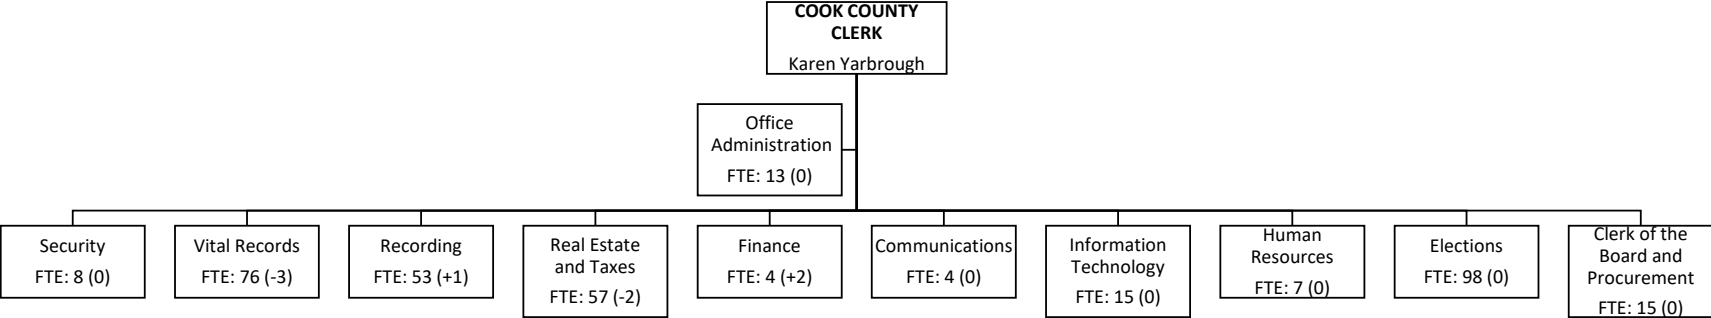 COOK COUNTY
CLERK
Karen Yarbrough
Office
Administration
FTE: 13 (0)
Security
FTE: 8 (0)
Vital Records
FTE: 76 (-3)
Recording
FTE: 53 (+1)
Real Estate
and Taxes
FTE: 57 (-2)
Finance
FTE: 4 (+2)
Communications
FTE: 4 (0)
Information
Technology
FTE: 15 (0)
Human
Resources
FTE: 7 (0)
Elections
FTE: 98 (0)
Clerk of the
Board and
Procurement
FTE: 15 (0)